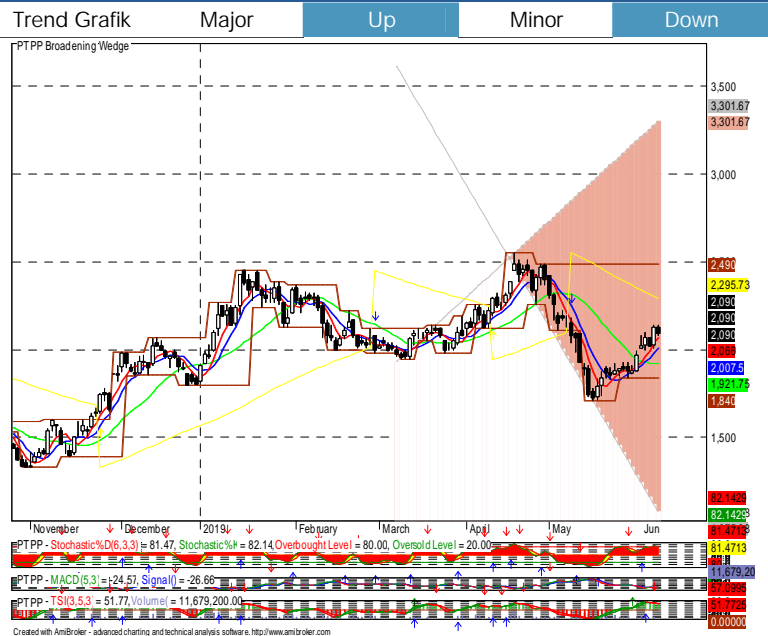 Trend Grafik Major Up Minor Down
PTPP Broadening Wedge
3,500
3,301.67
3,301.67
3,000
2,490
2,295.73
2,090
2,090
2,090
2,007.5
1,921.75
1,840
1,500
82.1429
82.1429
81.4713
November December 2019 February March April May Jun
PTPP - Stochastic%D(6,3,3) = 81.47, Stochastic%K = 82.14, Overbought Level = 80.00, Oversold Level = 20.00
81.4713
11,679,20
PTPP - MACD(5,3) = -24.57, Signal() = -26.66
PTPP - TSI(3,5,3) = 51.77, Volume( = 11,679,200.00
51.7725
0.00000
Created with AmiBroker - advanced charting and technical analysis software. http://www.amibroker.com